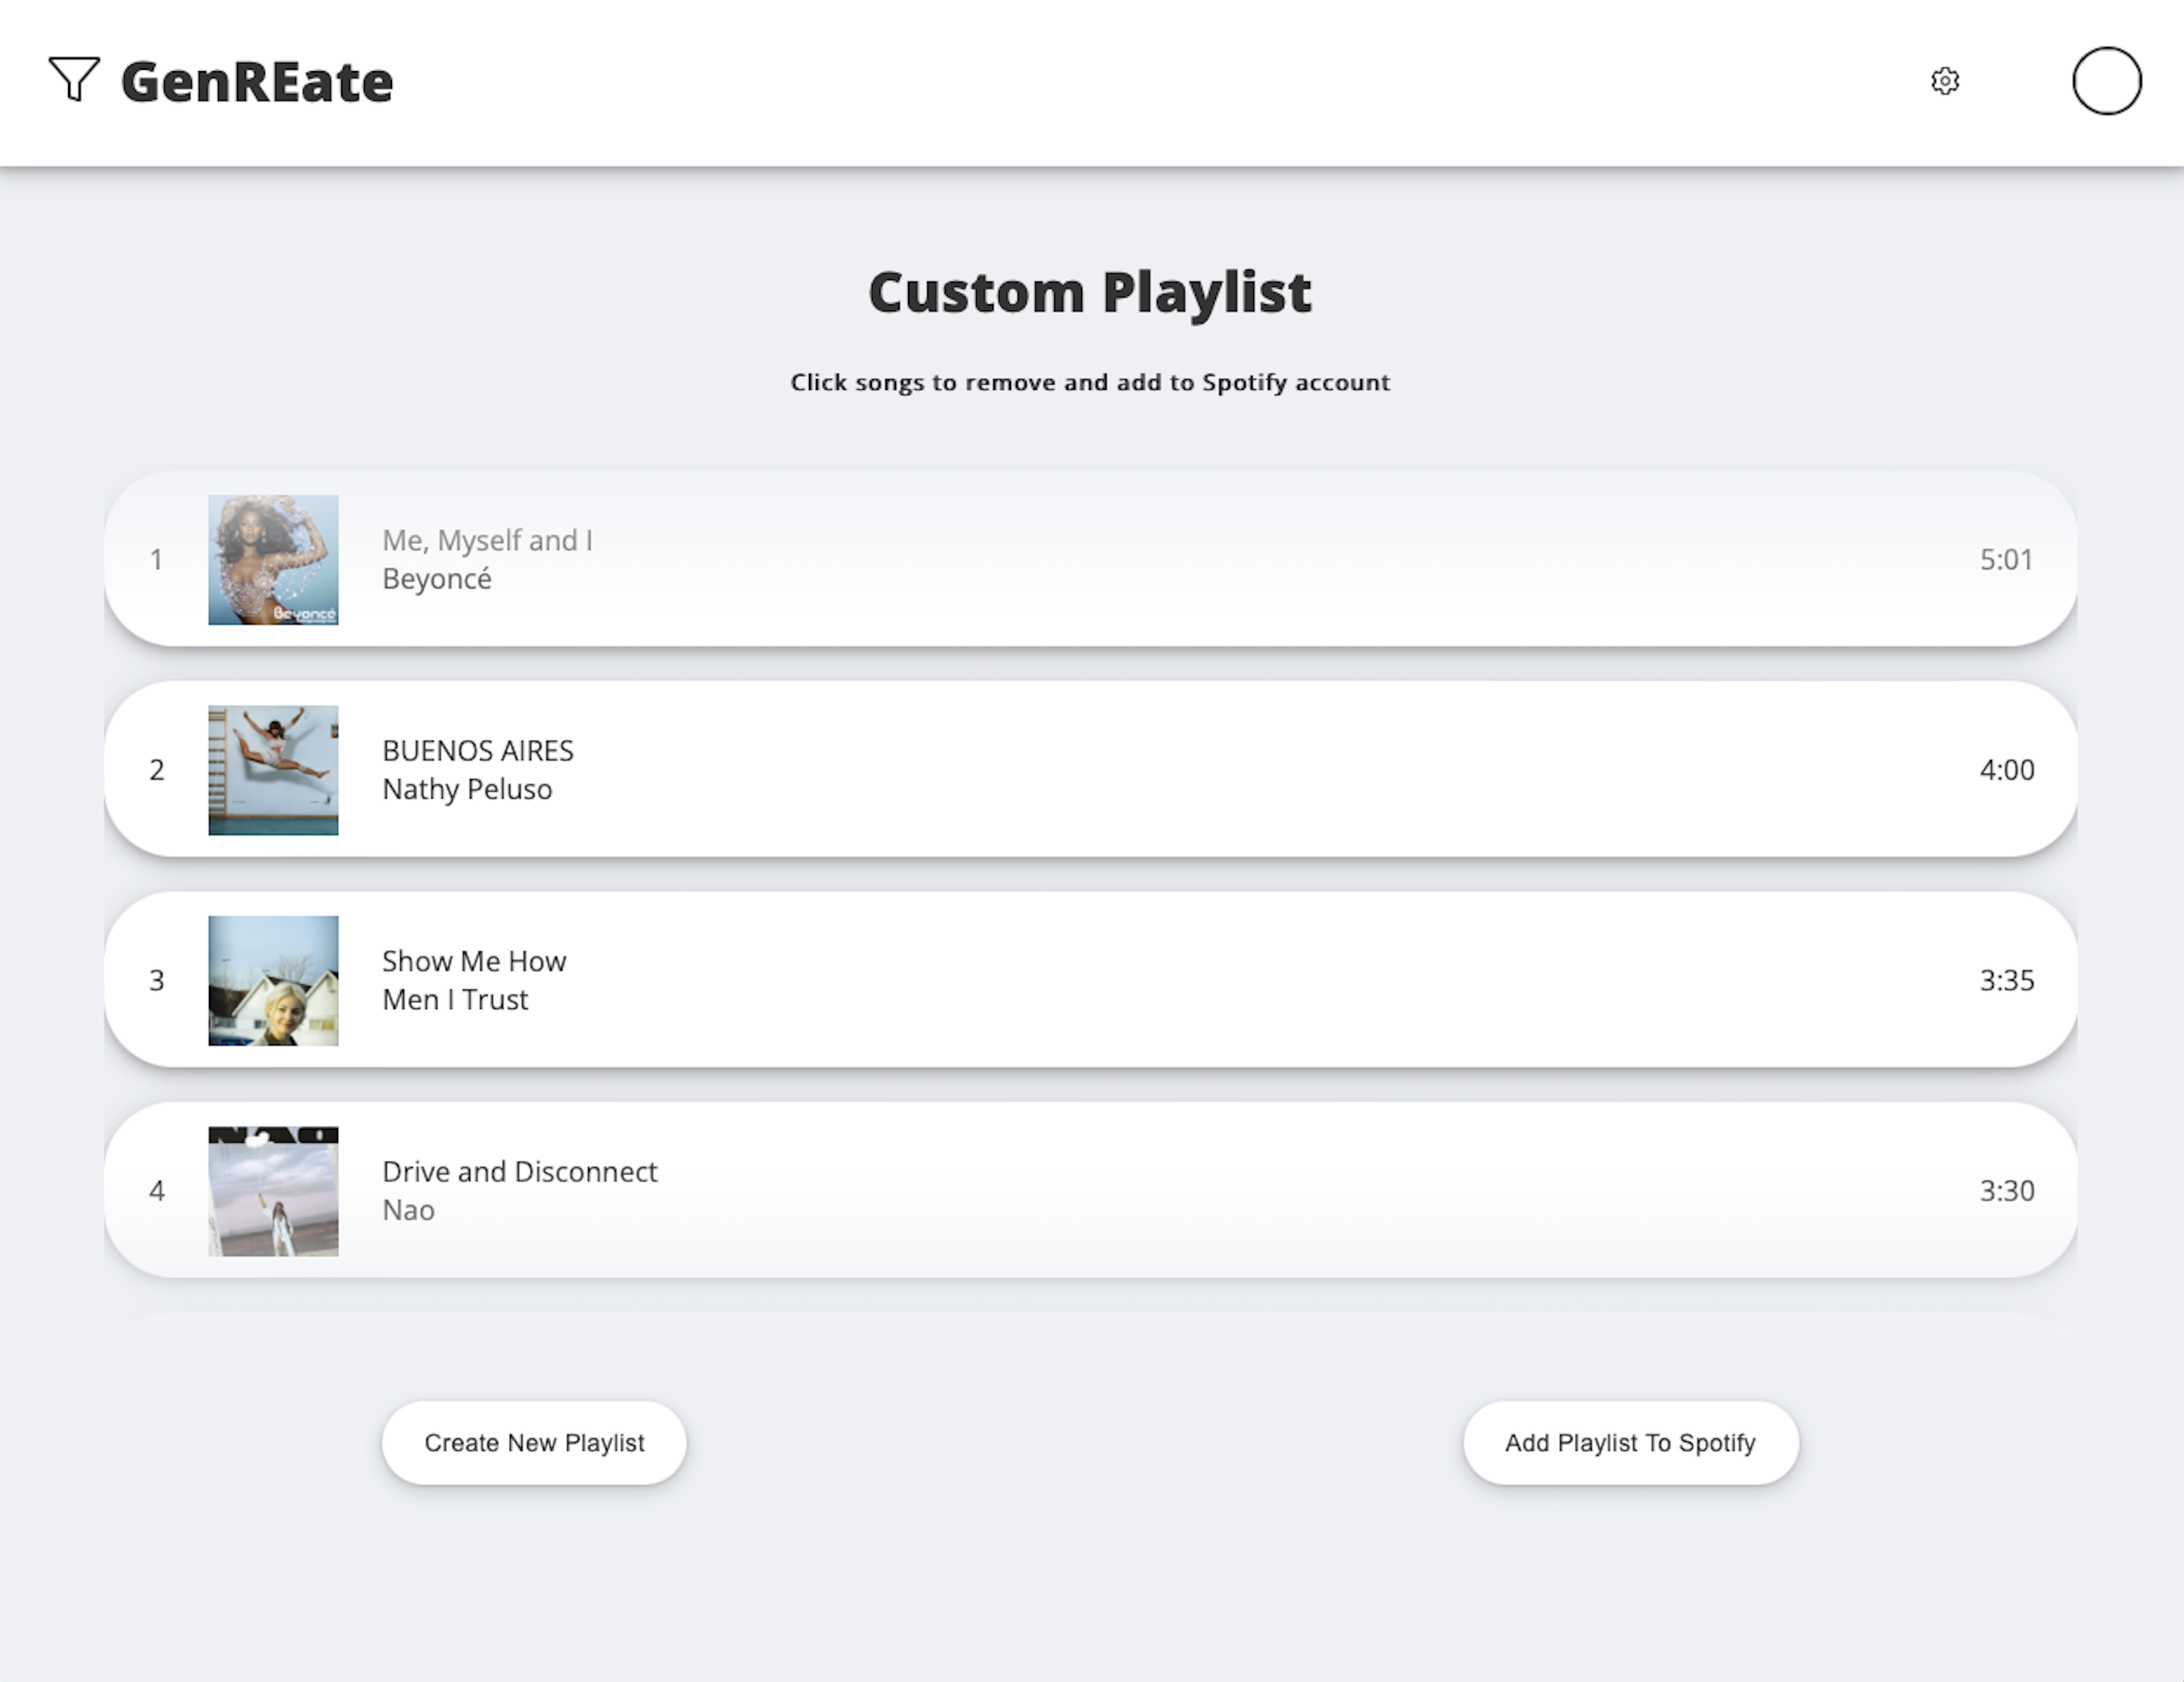 GenREate
Custom Playlist
Click songs to remove and add to Spotify account
1
Beyoncé
Me, Myself and I
Beyoncé
5:01
2
BUENOS AIRES
Nathy Peluso
4:00
3
Show Me How
Men I Trust
3:35
4
NAO
Drive and Disconnect
Nao
3:30
Create New Playlist
Add Playlist To Spotify